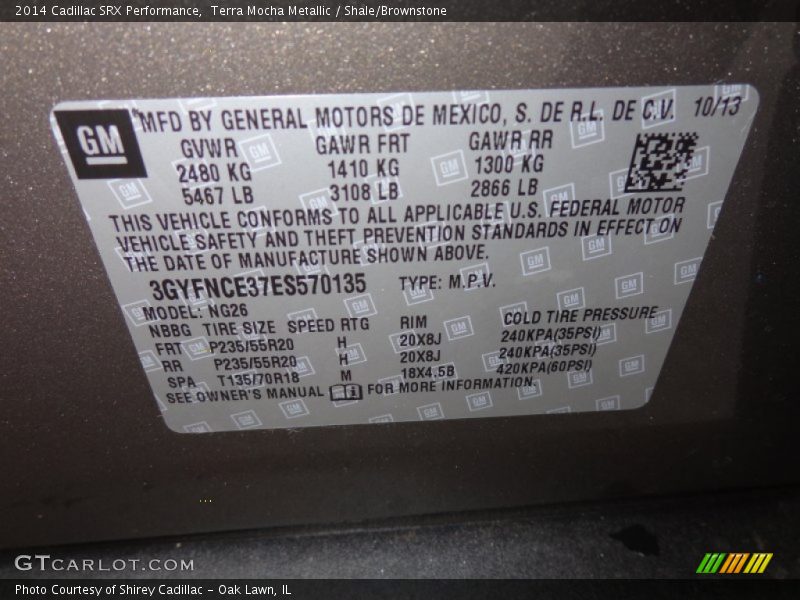 2014 Cadillac SRX Performance, Terra Mocha Metallic / Shale/Brownstone
GM
MFD BY GENERAL MOTORS DE MEXICO, S. DE R.L. DE C.V. 10/13
GVWR GAWR FRT GAWR RR
2480 KG 1410 KG 1300 KG
5467 LB 3108 LB 2866 LB
THIS VEHICLE CONFORMS TO ALL APPLICABLE U.S. FEDERAL MOTOR
VEHICLE SAFETY AND THEFT PREVENTION STANDARDS IN EFFECT ON
THE DATE OF MANUFACTURE SHOWN ABOVE.
3GYFNCE37ES570135 TYPE: M.P.V.
MODEL: NG26
NBBG TIRE SIZE SPEED RTG RIM COLD TIRE PRESSURE
FRT P235/55R20 H 20X8J 240KPA(35PSI)
RR P235/55R20 H 20X8J 240KPA(35PSI)
SPA T135/70R18 M 18X4.5B 420KPA(60PSI)
SEE OWNER'S MANUAL FOR MORE INFORMATION.
GTCARLOT.COM
Photo Courtesy of Shirey Cadillac - Oak Lawn, IL